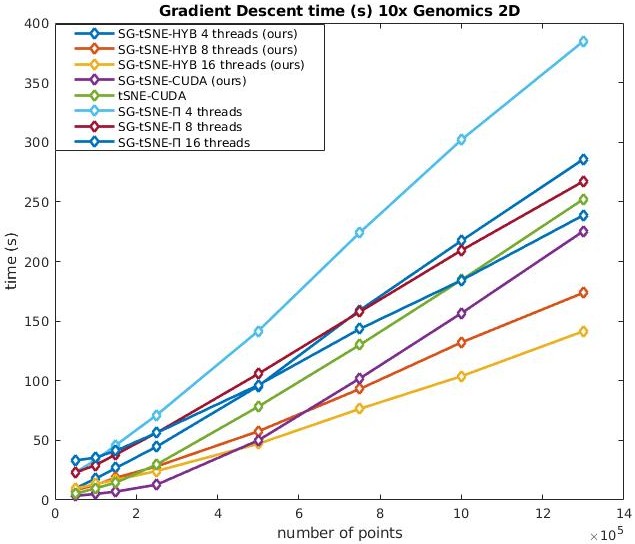 Gradient Descent time (s) 10x Genomics 2D
400
350
300
250
200
150
100
50
0
time (s)
SG-tSNE-HYB 4 threads (ours)
SG-tSNE-HYB 8 threads (ours)
SG-tSNE-HYB 16 threads (ours)
SG-tSNE-CUDA (ours)
tSNE-CUDA
SG-tSNE-Π 4 threads
SG-tSNE-Π 8 threads
SG-tSNE-Π 16 threads
0 2 4 6 8 10 12 14
number of points
×10⁵